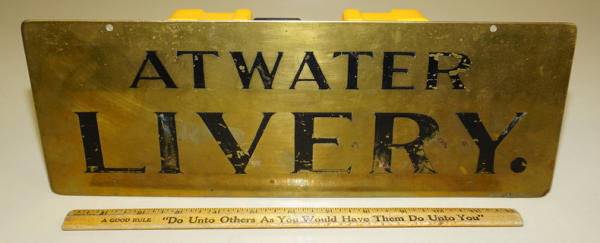 ATWATER
LIVERY.
A GOOD RULE "Do Unto Others As You Would Have Them Do Unto You"